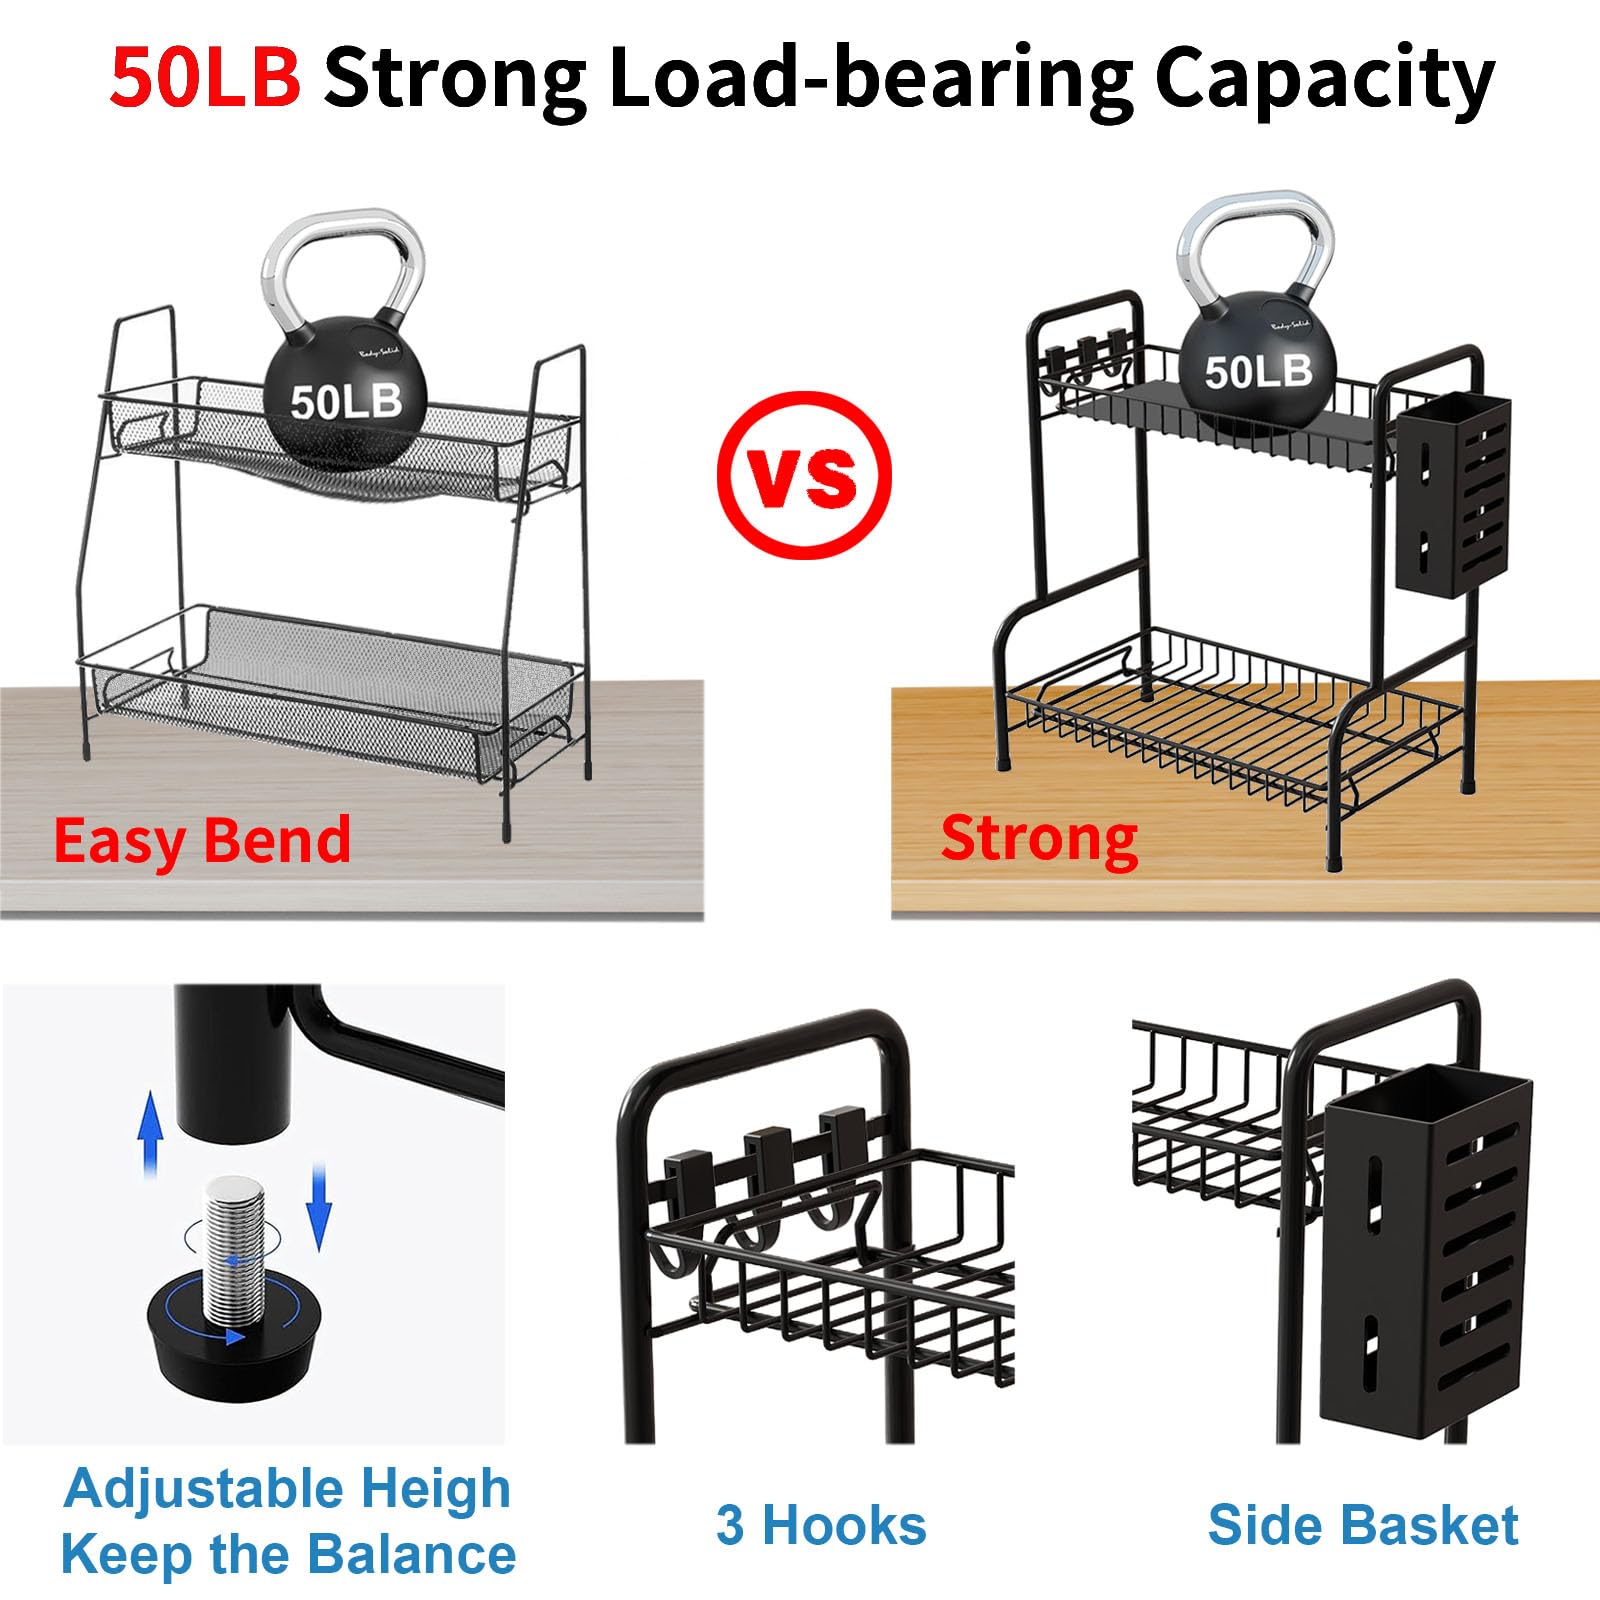 50LB Strong Load-bearing Capacity
Body-Solid
50LB
Body-Solid
50LB
VS
Easy Bend
Strong
Adjustable Heigh
Keep the Balance
3 Hooks
Side Basket